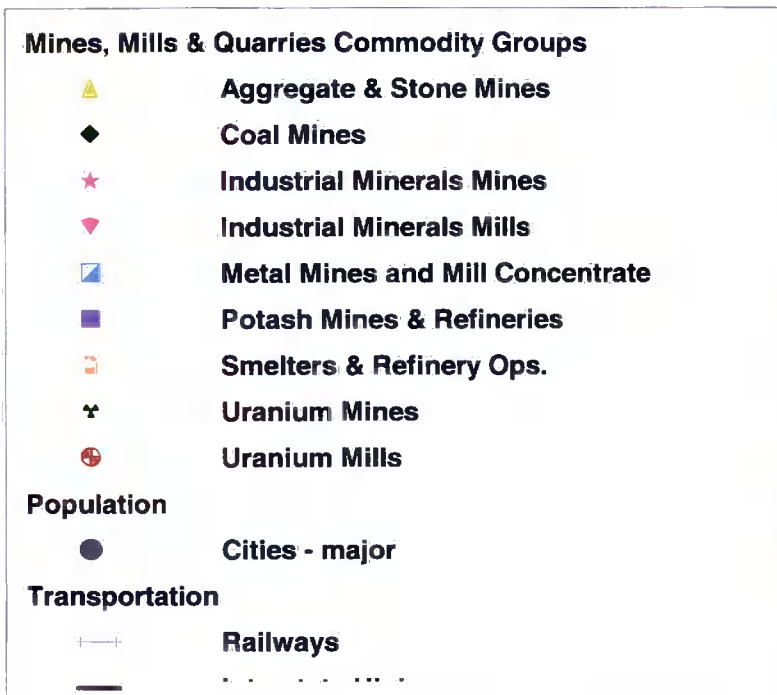 Mines, Mills & Quarries Commodity Groups
Aggregate & Stone Mines
Coal Mines
Industrial Minerals Mines
Industrial Minerals Mills
Metal Mines and Mill Concentrate
Potash Mines & Refineries
Smelters & Refinery Ops.
Uranium Mines
Uranium Mills
Population
Cities - major
Transportation
Railways